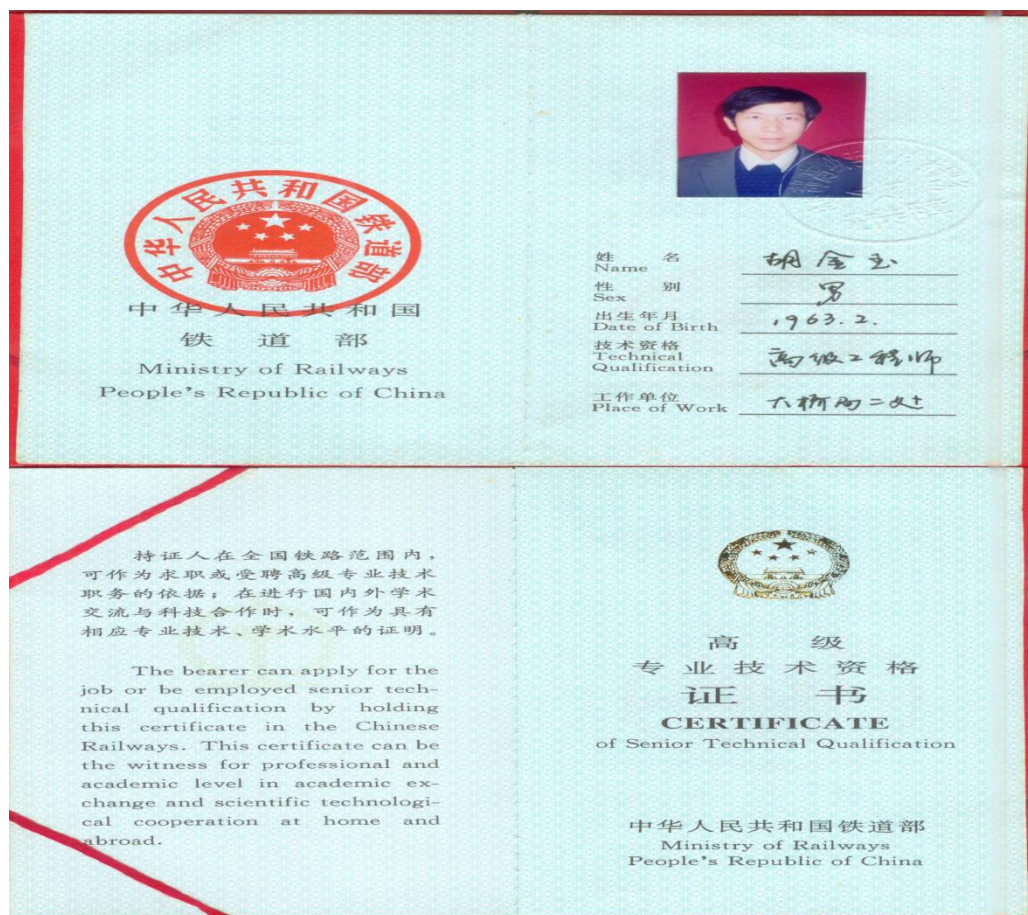 中华人民共和国铁道部
中华人民共和国
铁道部
Ministry of Railways
People's Republic of China
姓名 胡金玉
Name
性别 男
Sex
出生年月 1963.2.
Date of Birth
技术资格 高级工程师
Technical
Qualification
工作单位 大桥局二处
Place of Work
持证人在全国铁路范围内，
可作为求职或受聘高级专业技术
职务的依据；在进行国内外学术
交流与科技合作时，可作为具有
相应专业技术、学术水平的证明。
The bearer can apply for the
job or be employed senior tech-
nical qualification by holding
this certificate in the Chinese
Railways. This certificate can be
the witness for professional and
academic level in academic ex-
change and scientific technologi-
cal cooperation at home and
abroad.
高级
专业技术资格
证书
CERTIFICATE
of Senior Technical Qualification
中华人民共和国铁道部
Ministry of Railways
People's Republic of China